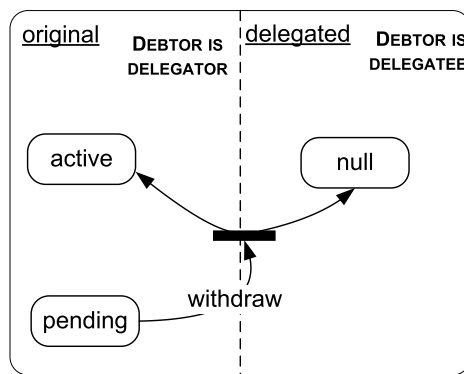 original
DEBTOR IS
DELEGATOR
delegated
DEBTOR IS
DELEGATEE
active
null
withdraw
pending